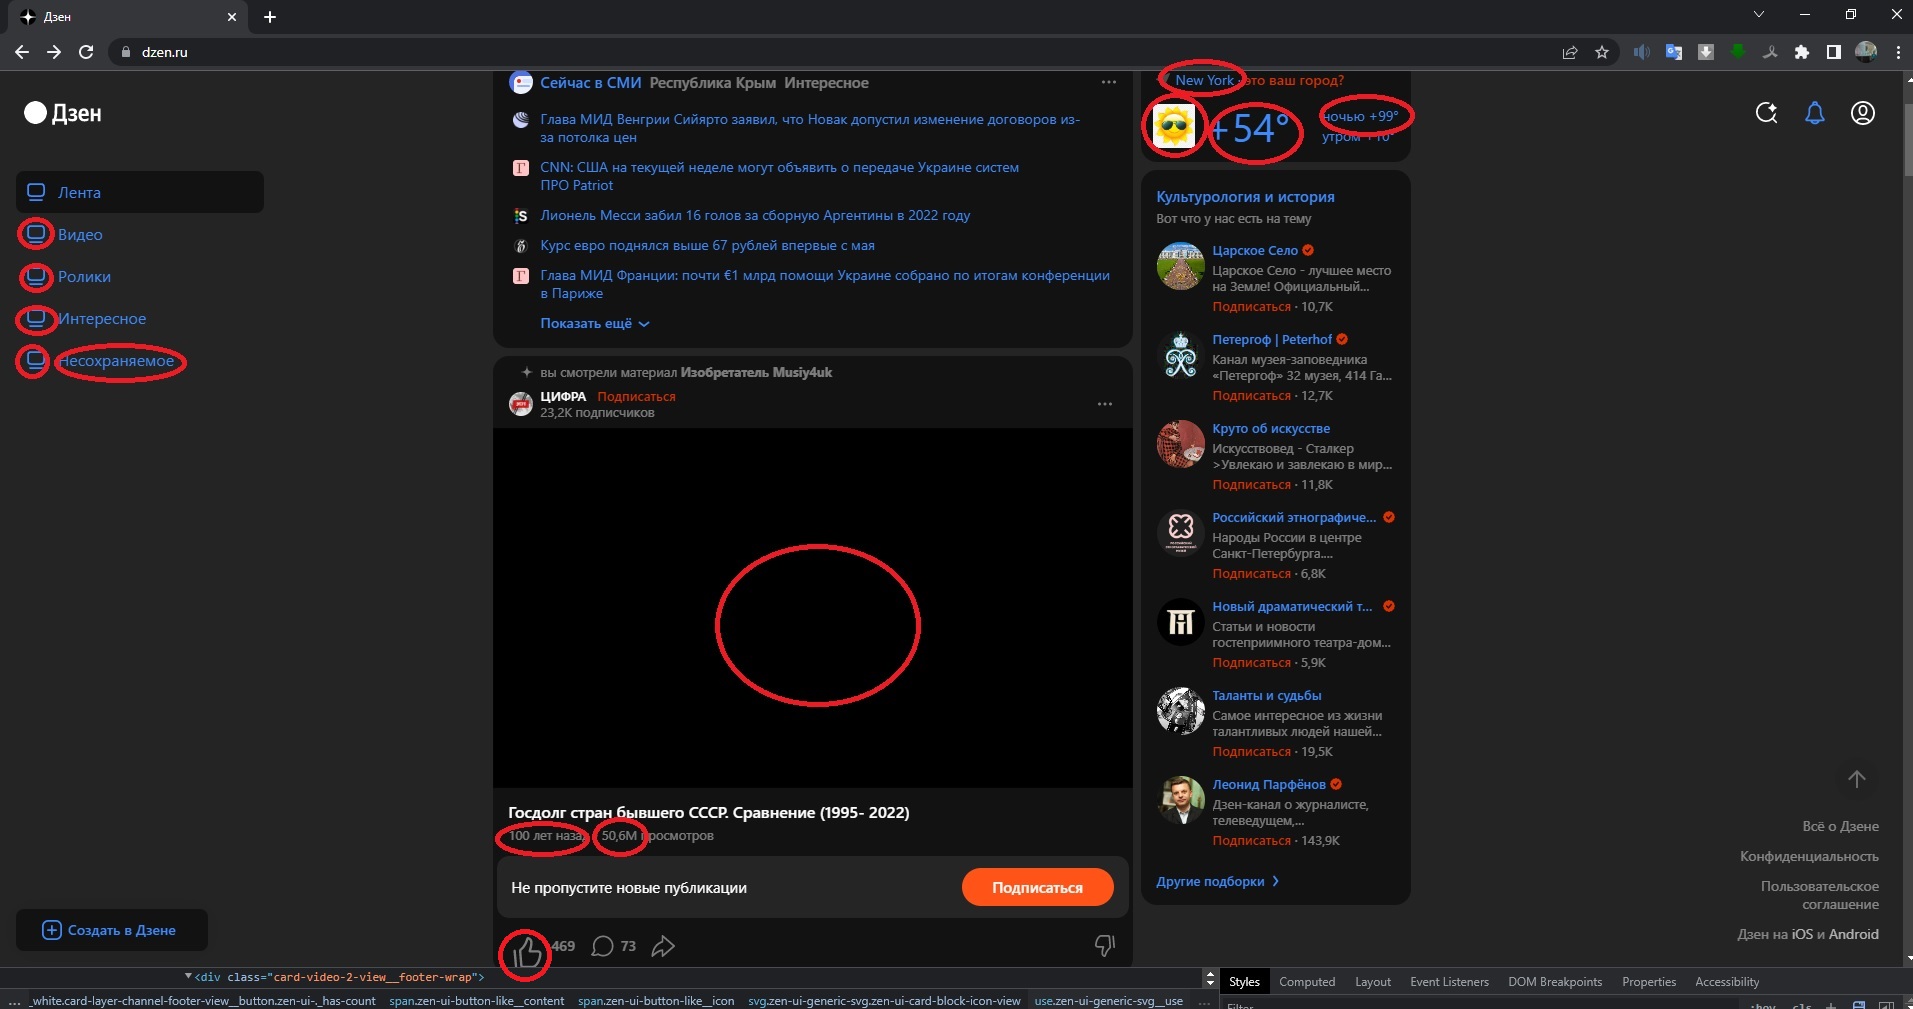 Дзен
dzen.ru
Дзен
Лента
Видео
Ролики
Интересное
Несохраняемое
Создать в Дзене
Сейчас в СМИ Республика Крым Интересное
Глава МИД Венгрии Сийярто заявил, что Новак допустил изменение договоров из-
за потолка цен
CNN: США на текущей неделе могут объявить о передаче Украине систем
ПРО Patriot
Лионель Месси забил 16 голов за сборную Аргентины в 2022 году
Курс евро поднялся выше 67 рублей впервые с мая
Глава МИД Франции: почти €1 млрд помощи Украине собрано по итогам конференции
в Париже
Показать ещё
вы смотрели материал Изобретатель Musiy4uk
ЦИФРА Подписаться
23,2K подписчиков
Госдолг стран бывшего СССР. Сравнение (1995- 2022)
100 лет назад 50,6M просмотров
Не пропустите новые публикации
Подписаться
469 73
New York это ваш город?
+54°
ночью +99°
утром +10°
Культурология и история
Вот что у нас есть на тему
Царское Село
Царское Село - лучшее место
на Земле! Официальный...
Подписаться · 10,7K
Петергоф | Peterhof
Канал музея-заповедника
«Петергоф» 32 музея, 414 Га...
Подписаться · 12,7K
Круто об искусстве
Искусствовед - Сталкер
>Увлекаю и завлекаю в мир...
Подписаться · 11,8K
Российский этнографиче...
Народы России в центре
Санкт-Петербурга....
Подписаться · 6,8K
Новый драматический т...
Статьи и новости
гостеприимного театра-дом...
Подписаться · 5,9K
Таланты и судьбы
Самое интересное из жизни
талантливых людей нашей...
Подписаться · 19,5K
Леонид Парфёнов
Дзен-канал о журналисте,
телеведущем,...
Подписаться · 143,9K
Другие подборки
Всё о Дзене
Конфиденциальность
Пользовательское
соглашение
Дзен на iOS и Android
<div class="card-video-2-view__footer-wrap">
... _white.card-layer-channel-footer-view__button.zen-ui-._has-count span.zen-ui-button-like__content span.zen-ui-button-like__icon svg.zen-ui-generic-svg.zen-ui-card-block-icon-view use.zen-ui-generic-svg__use ...
Styles Computed Layout Event Listeners DOM Breakpoints Properties Accessibility
Filter :hov .cls